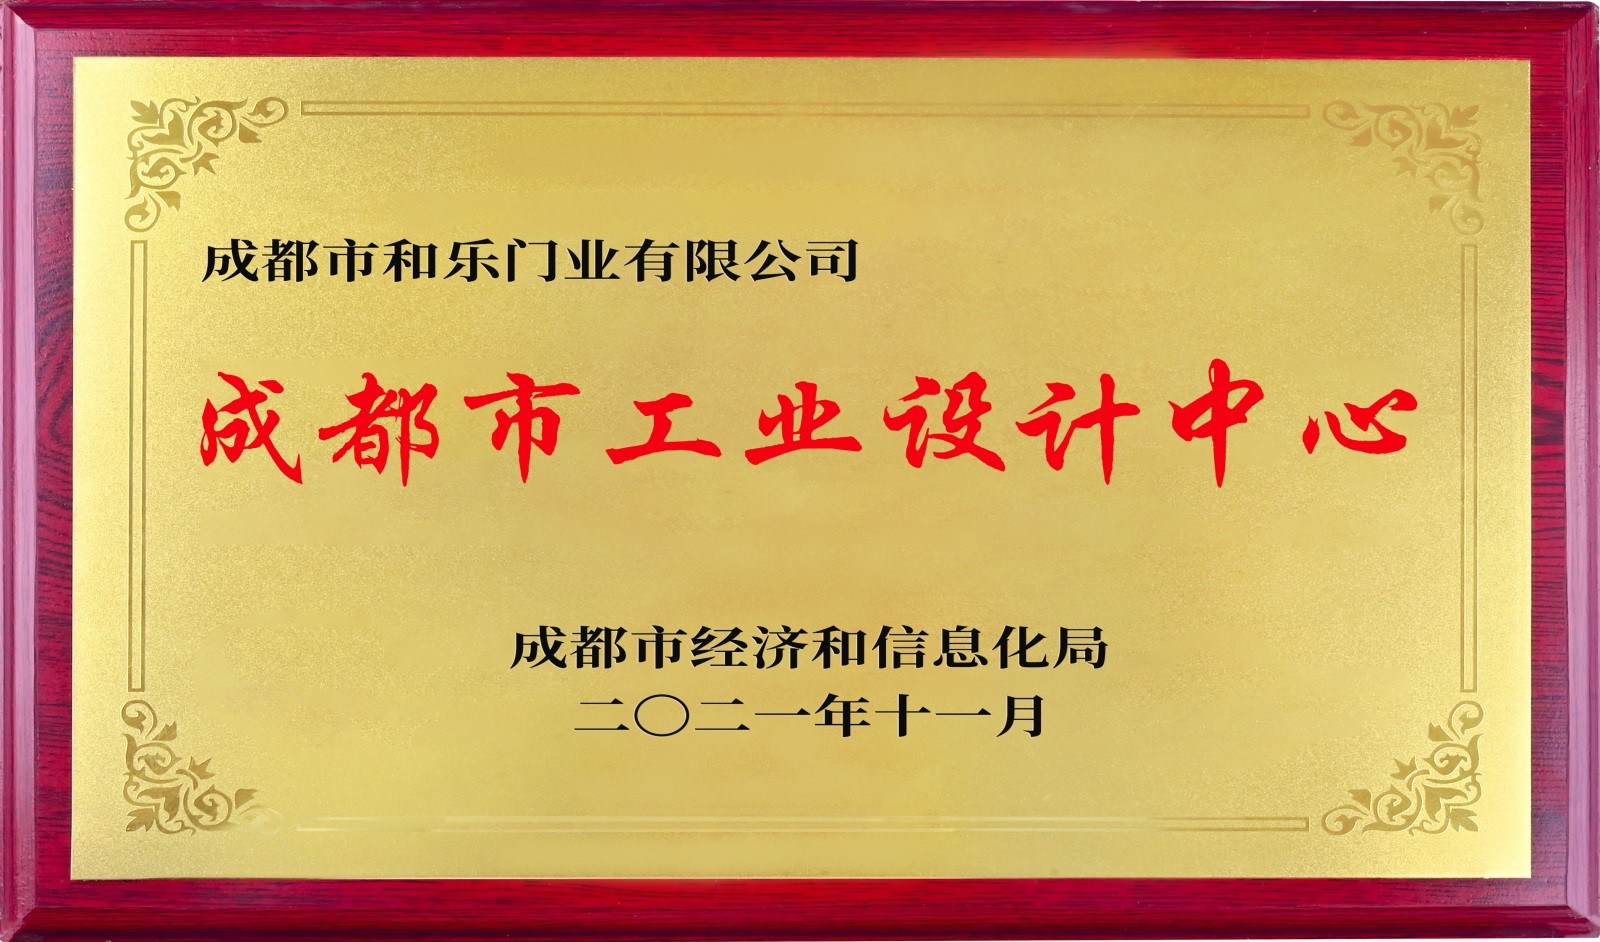 成都市和乐门业有限公司
成都市工业设计中心
成都市经济和信息化局
二〇二一年十一月